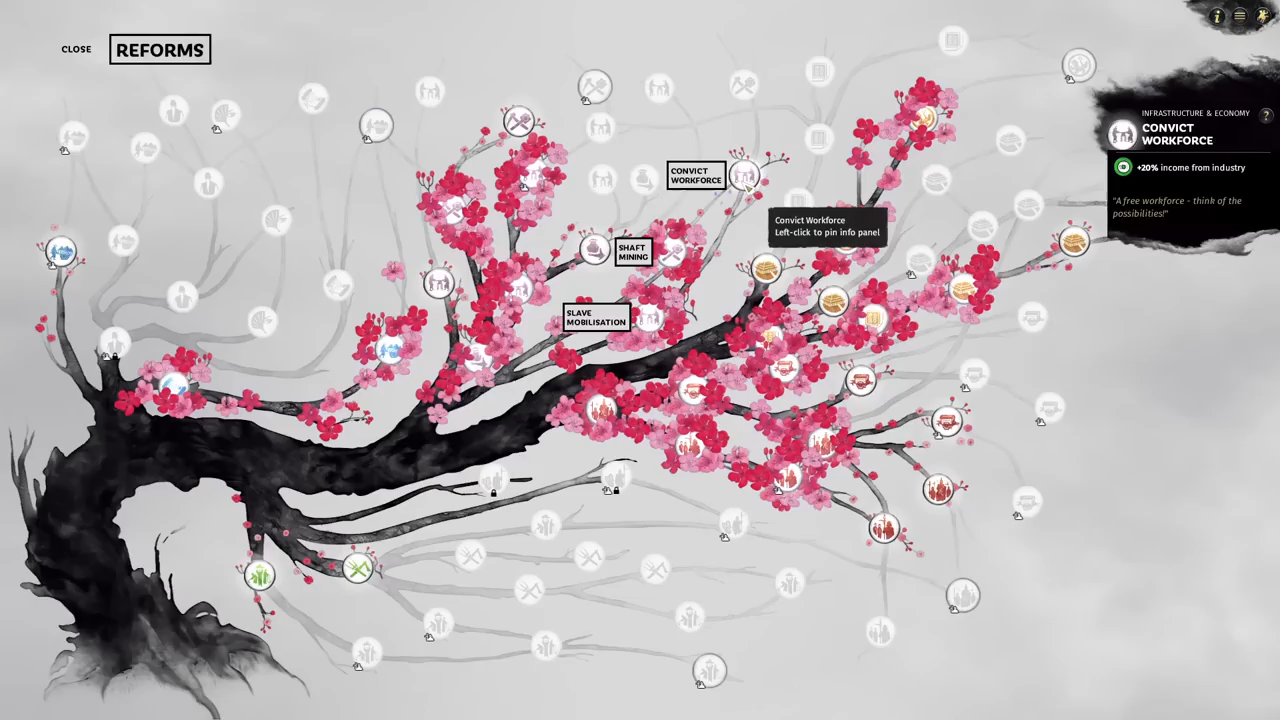 CLOSE
REFORMS
INFRASTRUCTURE & ECONOMY
?
CONVICT
WORKFORCE
+20% income from industry
"A free workforce - think of the
possibilities!"
CONVICT
WORKFORCE
Convict Workforce
Left-click to pin info panel
SHAFT
MINING
SLAVE
MOBILISATION